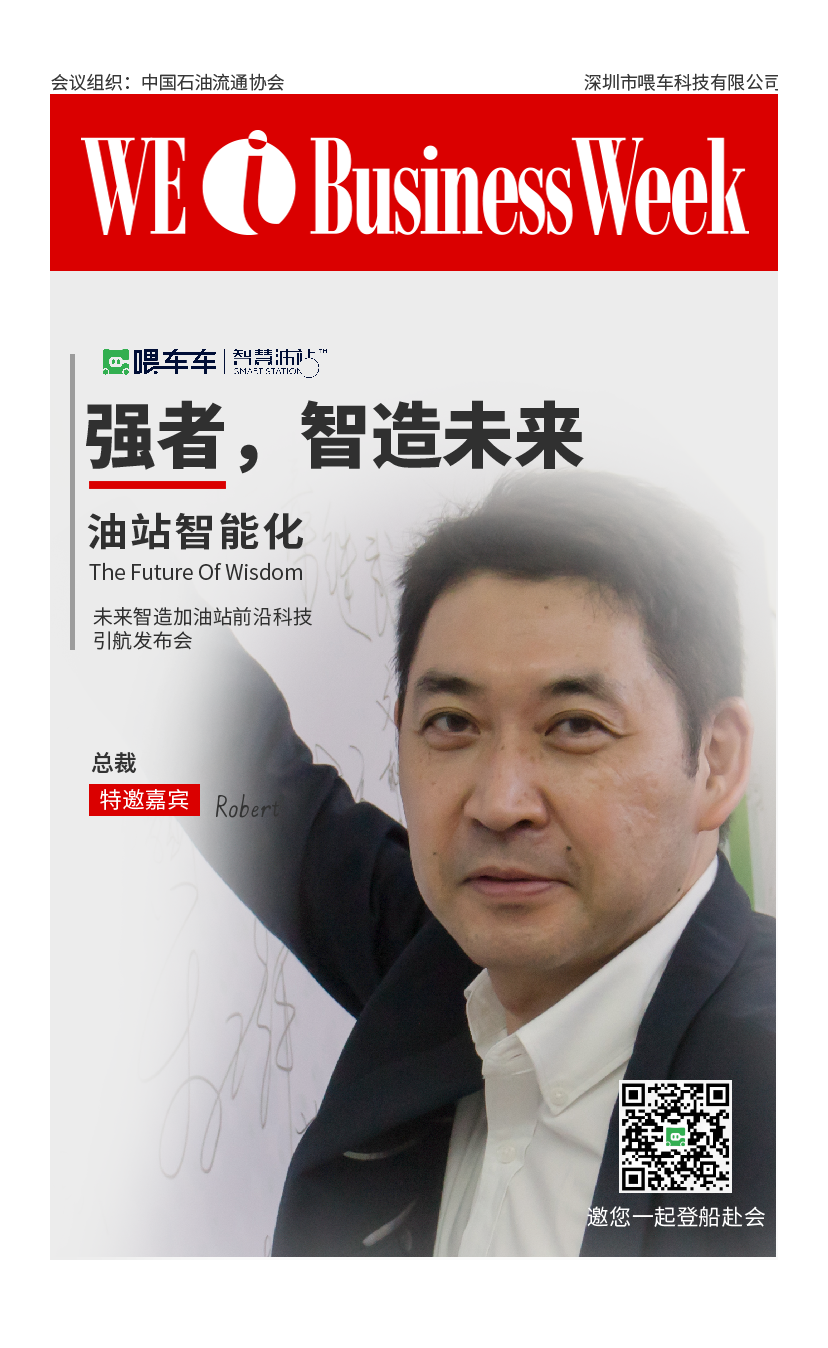 会议组织：中国石油流通协会
深圳市喂车科技有限公司
WE i BusinessWeek
喂车车 智慧油站™
SMART STATION
强者，智造未来
油站智能化
The Future Of Wisdom
未来智造加油站前沿科技
引航发布会
总裁
特邀嘉宾 Robert
邀您一起登船赴会